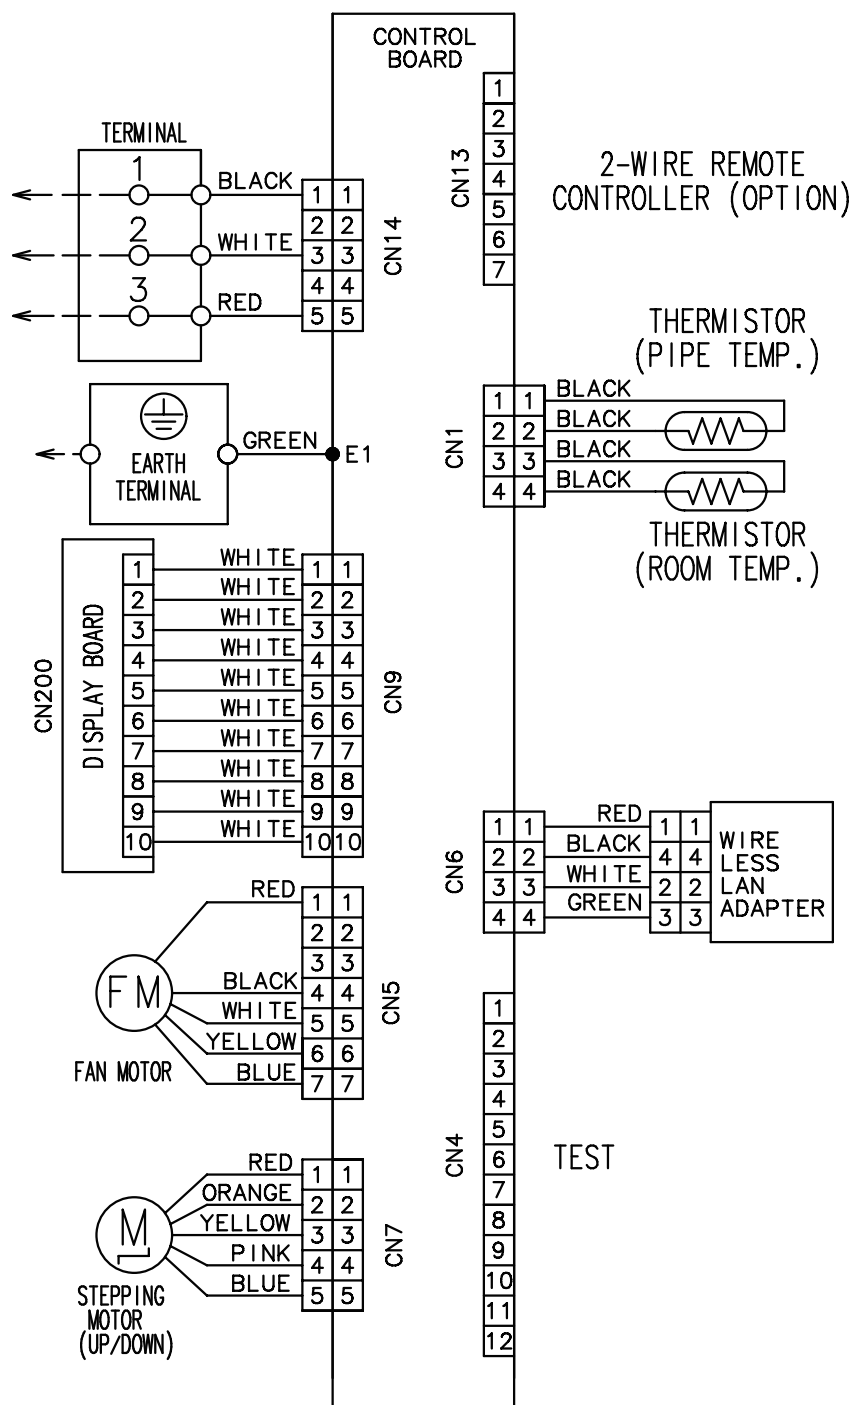 CONTROL
BOARD
TERMINAL
1
BLACK
1 1
2
2 2
WHITE
3 3
3
4 4
RED
5 5
CN14
CN13
1
2
3
4
5
6
7
2-WIRE REMOTE
CONTROLLER (OPTION)
EARTH
TERMINAL
GREEN
E1
THERMISTOR
(PIPE TEMP.)
CN1
1 1 BLACK
2 2 BLACK
3 3 BLACK
4 4 BLACK
THERMISTOR
(ROOM TEMP.)
CN200
DISPLAY BOARD
1 WHITE 1 1
2 WHITE 2 2
3 WHITE 3 3
4 WHITE 4 4
5 WHITE 5 5
6 WHITE 6 6
7 WHITE 7 7
8 WHITE 8 8
9 WHITE 9 9
10 WHITE 10 10
CN9
CN6
1 1 RED 1 1
2 2 BLACK 4 4
3 3 WHITE 2 2
4 4 GREEN 3 3
WIRE
LESS
LAN
ADAPTER
FM
FAN MOTOR
RED 1 1
2 2
3 3
BLACK 4 4
WHITE 5 5
YELLOW 6 6
BLUE 7 7
CN5
CN4
1
2
3
4
5
6
7
8
9
10
11
12
TEST
M
STEPPING
MOTOR
(UP/DOWN)
RED 1 1
ORANGE 2 2
YELLOW 3 3
PINK 4 4
BLUE 5 5
CN7